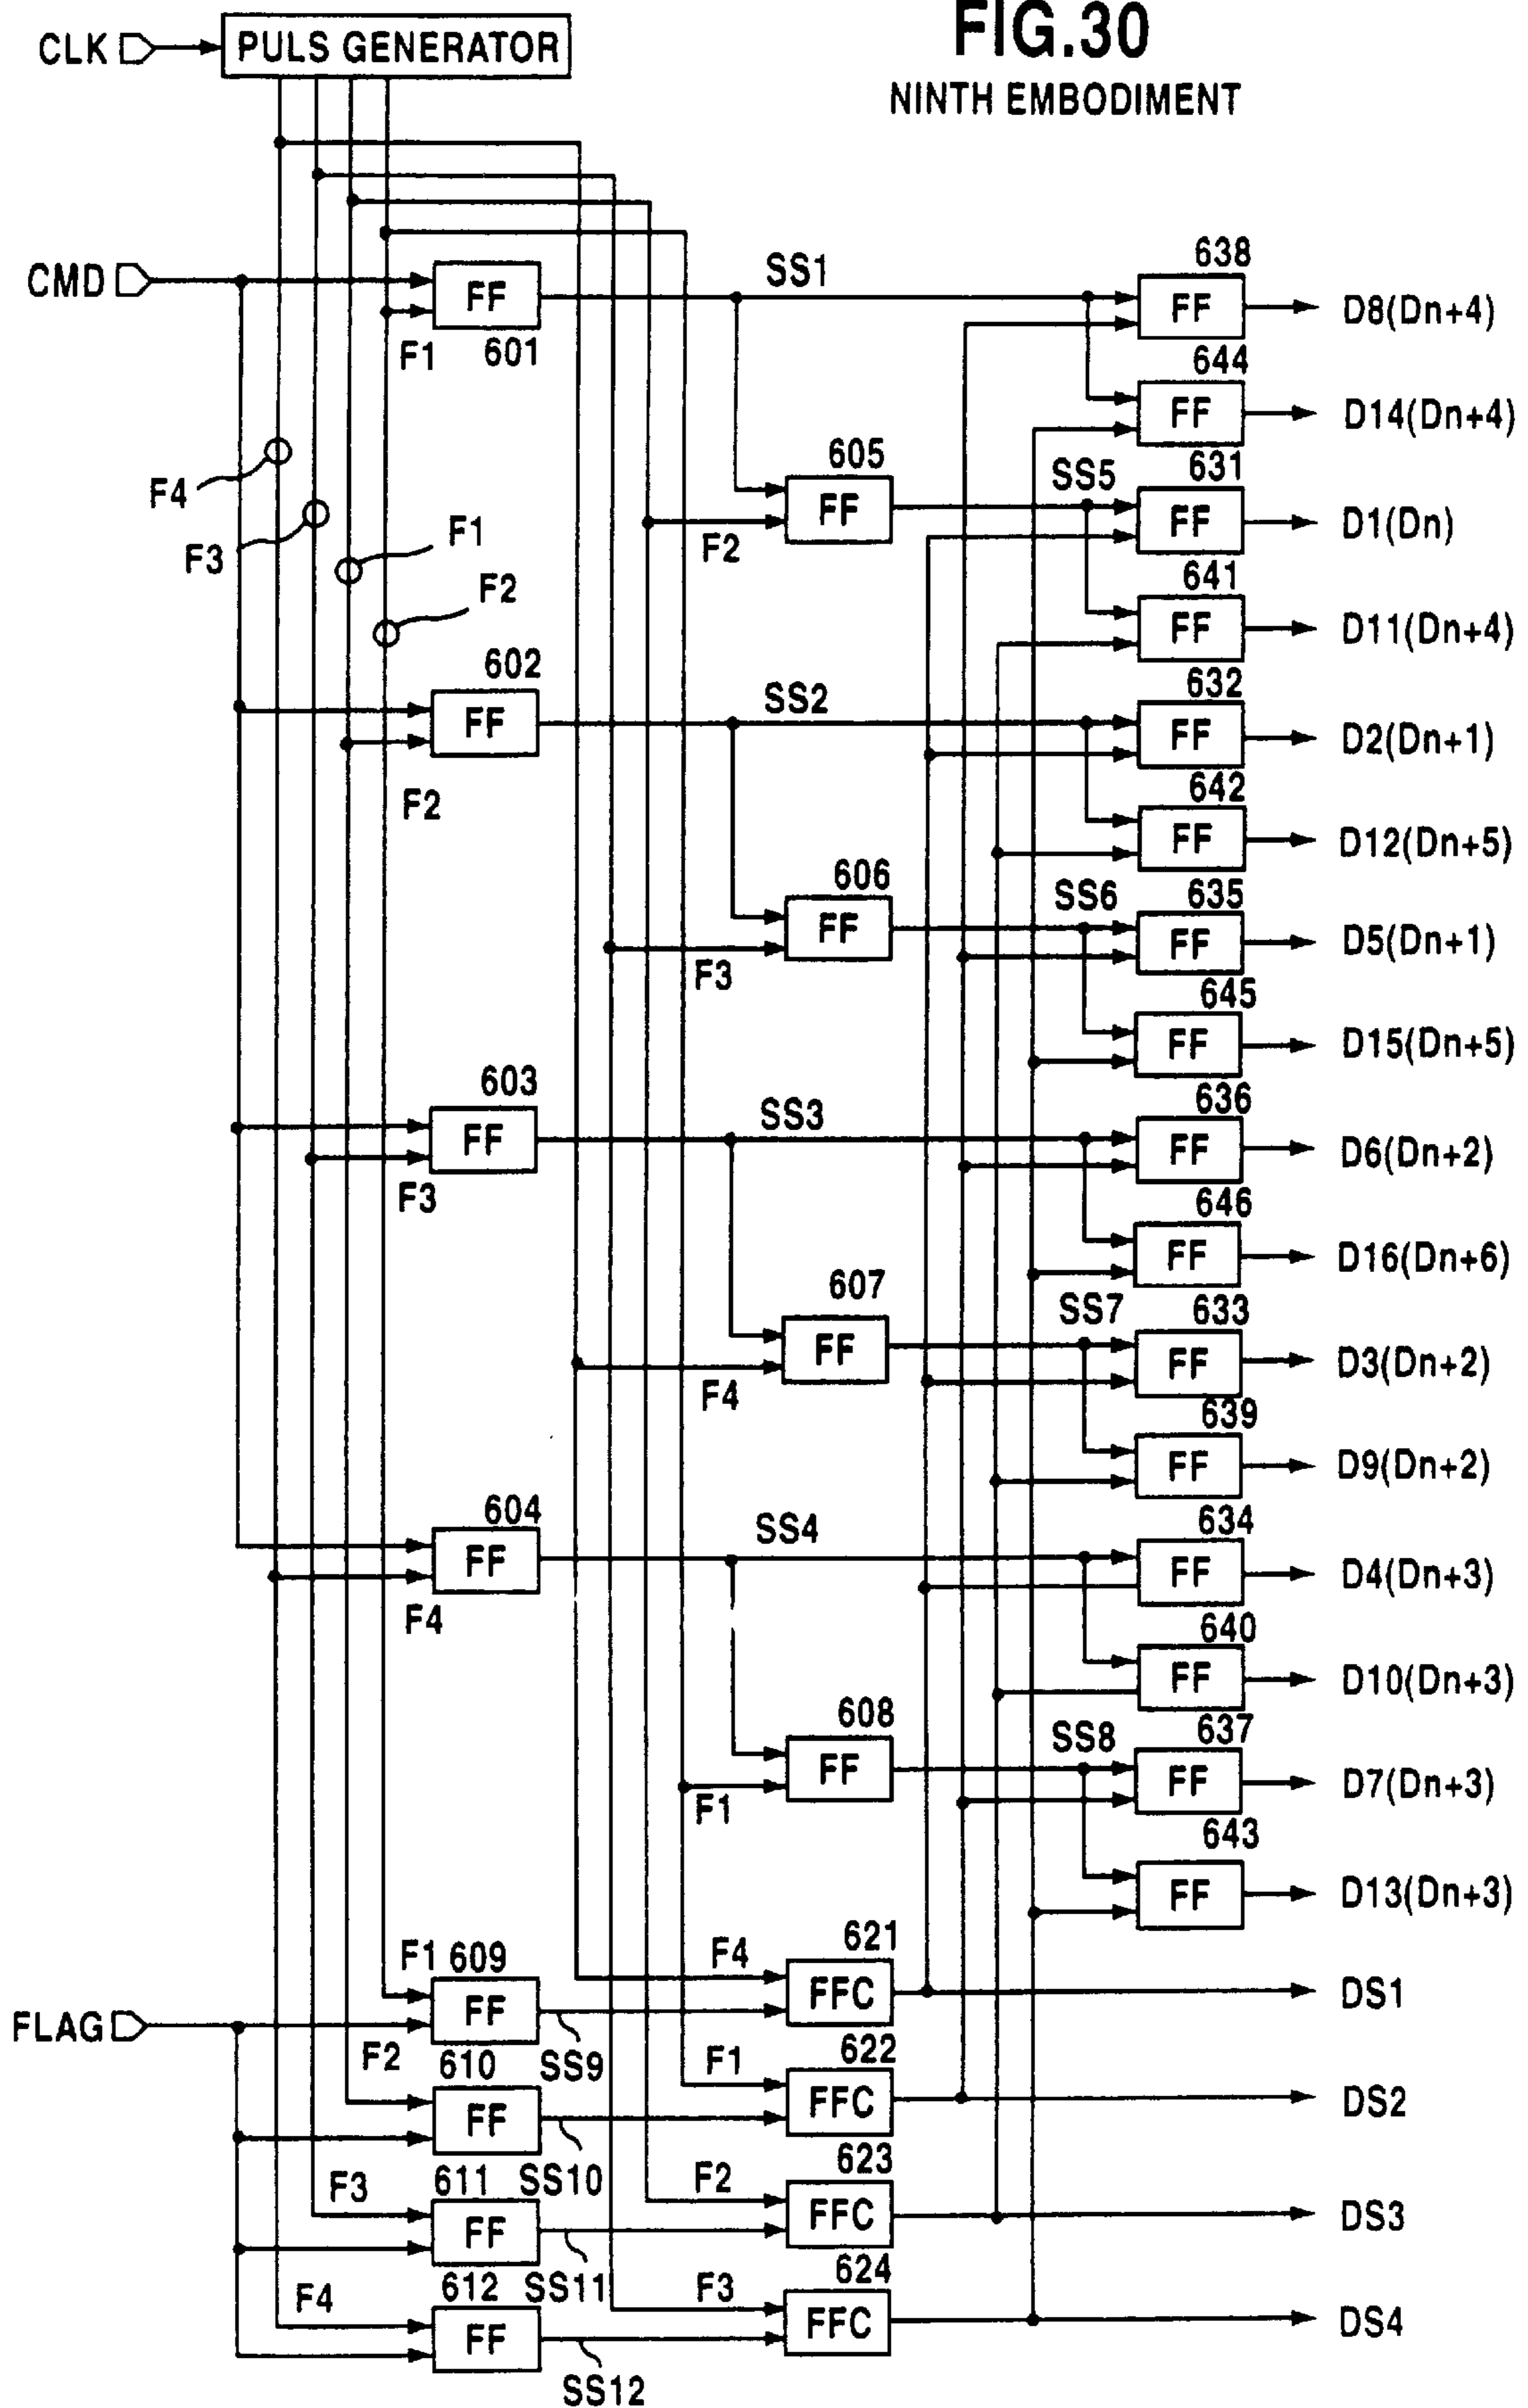 FIG.30
NINTH EMBODIMENT
CLK
PULS GENERATOR
CMD
FF
F1
601
SS1
638
FF
D8(Dn+4)
644
FF
D14(Dn+4)
F4
F3
F1
F2
605
FF
F2
SS5
631
FF
D1(Dn)
641
FF
D11(Dn+4)
602
FF
F2
SS2
632
FF
D2(Dn+1)
642
FF
D12(Dn+5)
606
FF
F3
SS6
635
FF
D5(Dn+1)
645
FF
D15(Dn+5)
603
FF
F3
SS3
636
FF
D6(Dn+2)
646
FF
D16(Dn+6)
607
FF
F4
SS7
633
FF
D3(Dn+2)
639
FF
D9(Dn+2)
604
FF
F4
SS4
634
FF
D4(Dn+3)
640
FF
D10(Dn+3)
608
FF
F1
SS8
637
FF
D7(Dn+3)
643
FF
D13(Dn+3)
FLAG
F1
609
FF
SS9
F4
621
FFC
DS1
F2
610
FF
SS10
F1
622
FFC
DS2
F3
611
FF
SS11
F2
623
FFC
DS3
F4
612
FF
SS12
F3
624
FFC
DS4